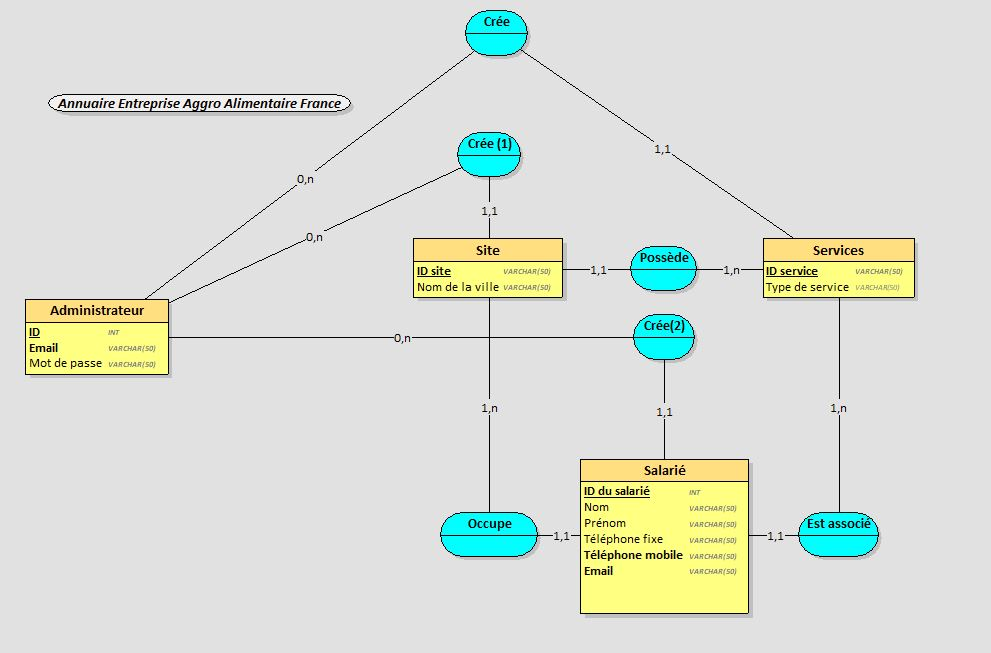 Crée
Annuaire Entreprise Aggro Alimentaire France
Crée (1)
1,1
0,n
1,1
0,n
Site
ID site VARCHAR(50)
Nom de la ville VARCHAR(50)
1,1
Possède
1,n
Services
ID service VARCHAR(50)
Type de service VARCHAR(50)
Administrateur
ID INT
Email VARCHAR(50)
Mot de passe VARCHAR(50)
0,n
Crée(2)
1,n
1,1
1,n
Salarié
ID du salarié INT
Nom VARCHAR(50)
Prénom VARCHAR(50)
Téléphone fixe VARCHAR(50)
Téléphone mobile VARCHAR(50)
Email VARCHAR(50)
Occupe
1,1
1,1
Est associé